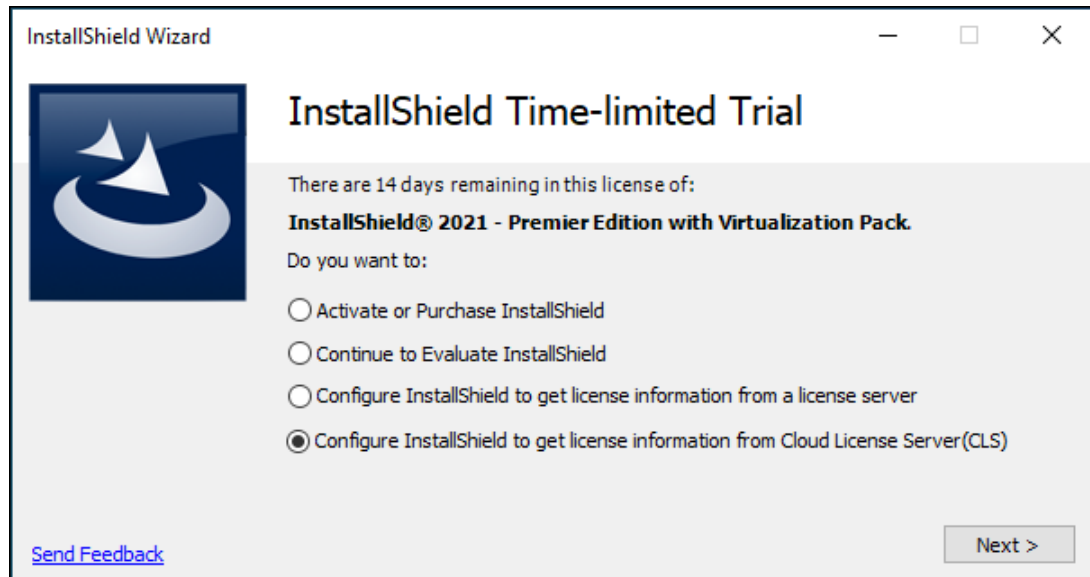 InstallShield Wizard
InstallShield Time-limited Trial
There are 14 days remaining in this license of:
InstallShield® 2021 - Premier Edition with Virtualization Pack.
Do you want to:
Activate or Purchase InstallShield
Continue to Evaluate InstallShield
Configure InstallShield to get license information from a license server
Configure InstallShield to get license information from Cloud License Server(CLS)
Send Feedback
Next >